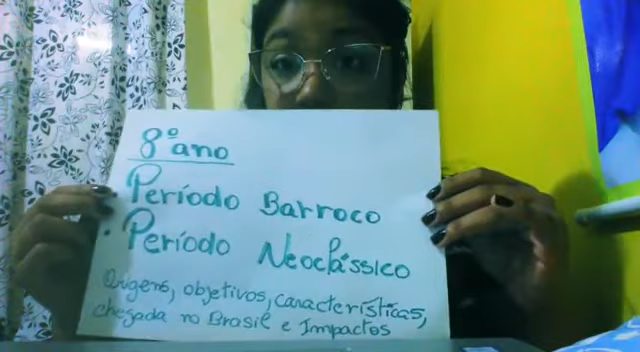 8º ano
Período Barroco
. Período Neoclássico
Origens, objetivos, características,
chegada no Brasil e Impactos